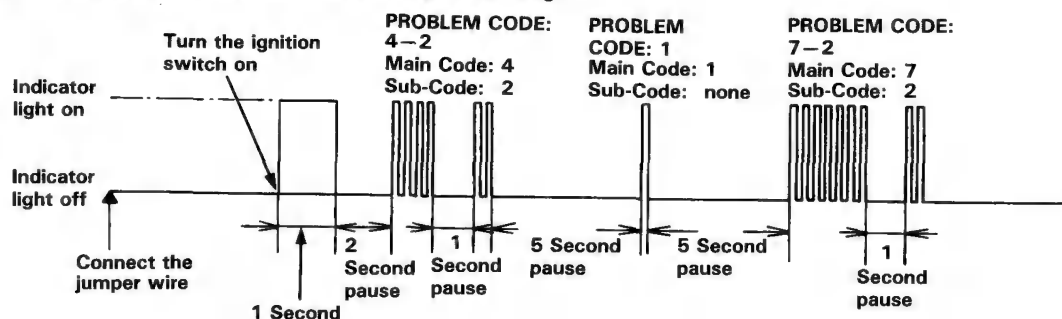 PROBLEM CODE:
4—2
Main Code: 4
Sub-Code: 2
PROBLEM
CODE: 1
Main Code: 1
Sub-Code: none
PROBLEM CODE:
7—2
Main Code: 7
Sub-Code: 2
Turn the ignition
switch on
Indicator
light on
Indicator
light off
Connect the
jumper wire
1 Second
2
Second
pause
1
Second
pause
5 Second
pause
5 Second
pause
1
Second
pause